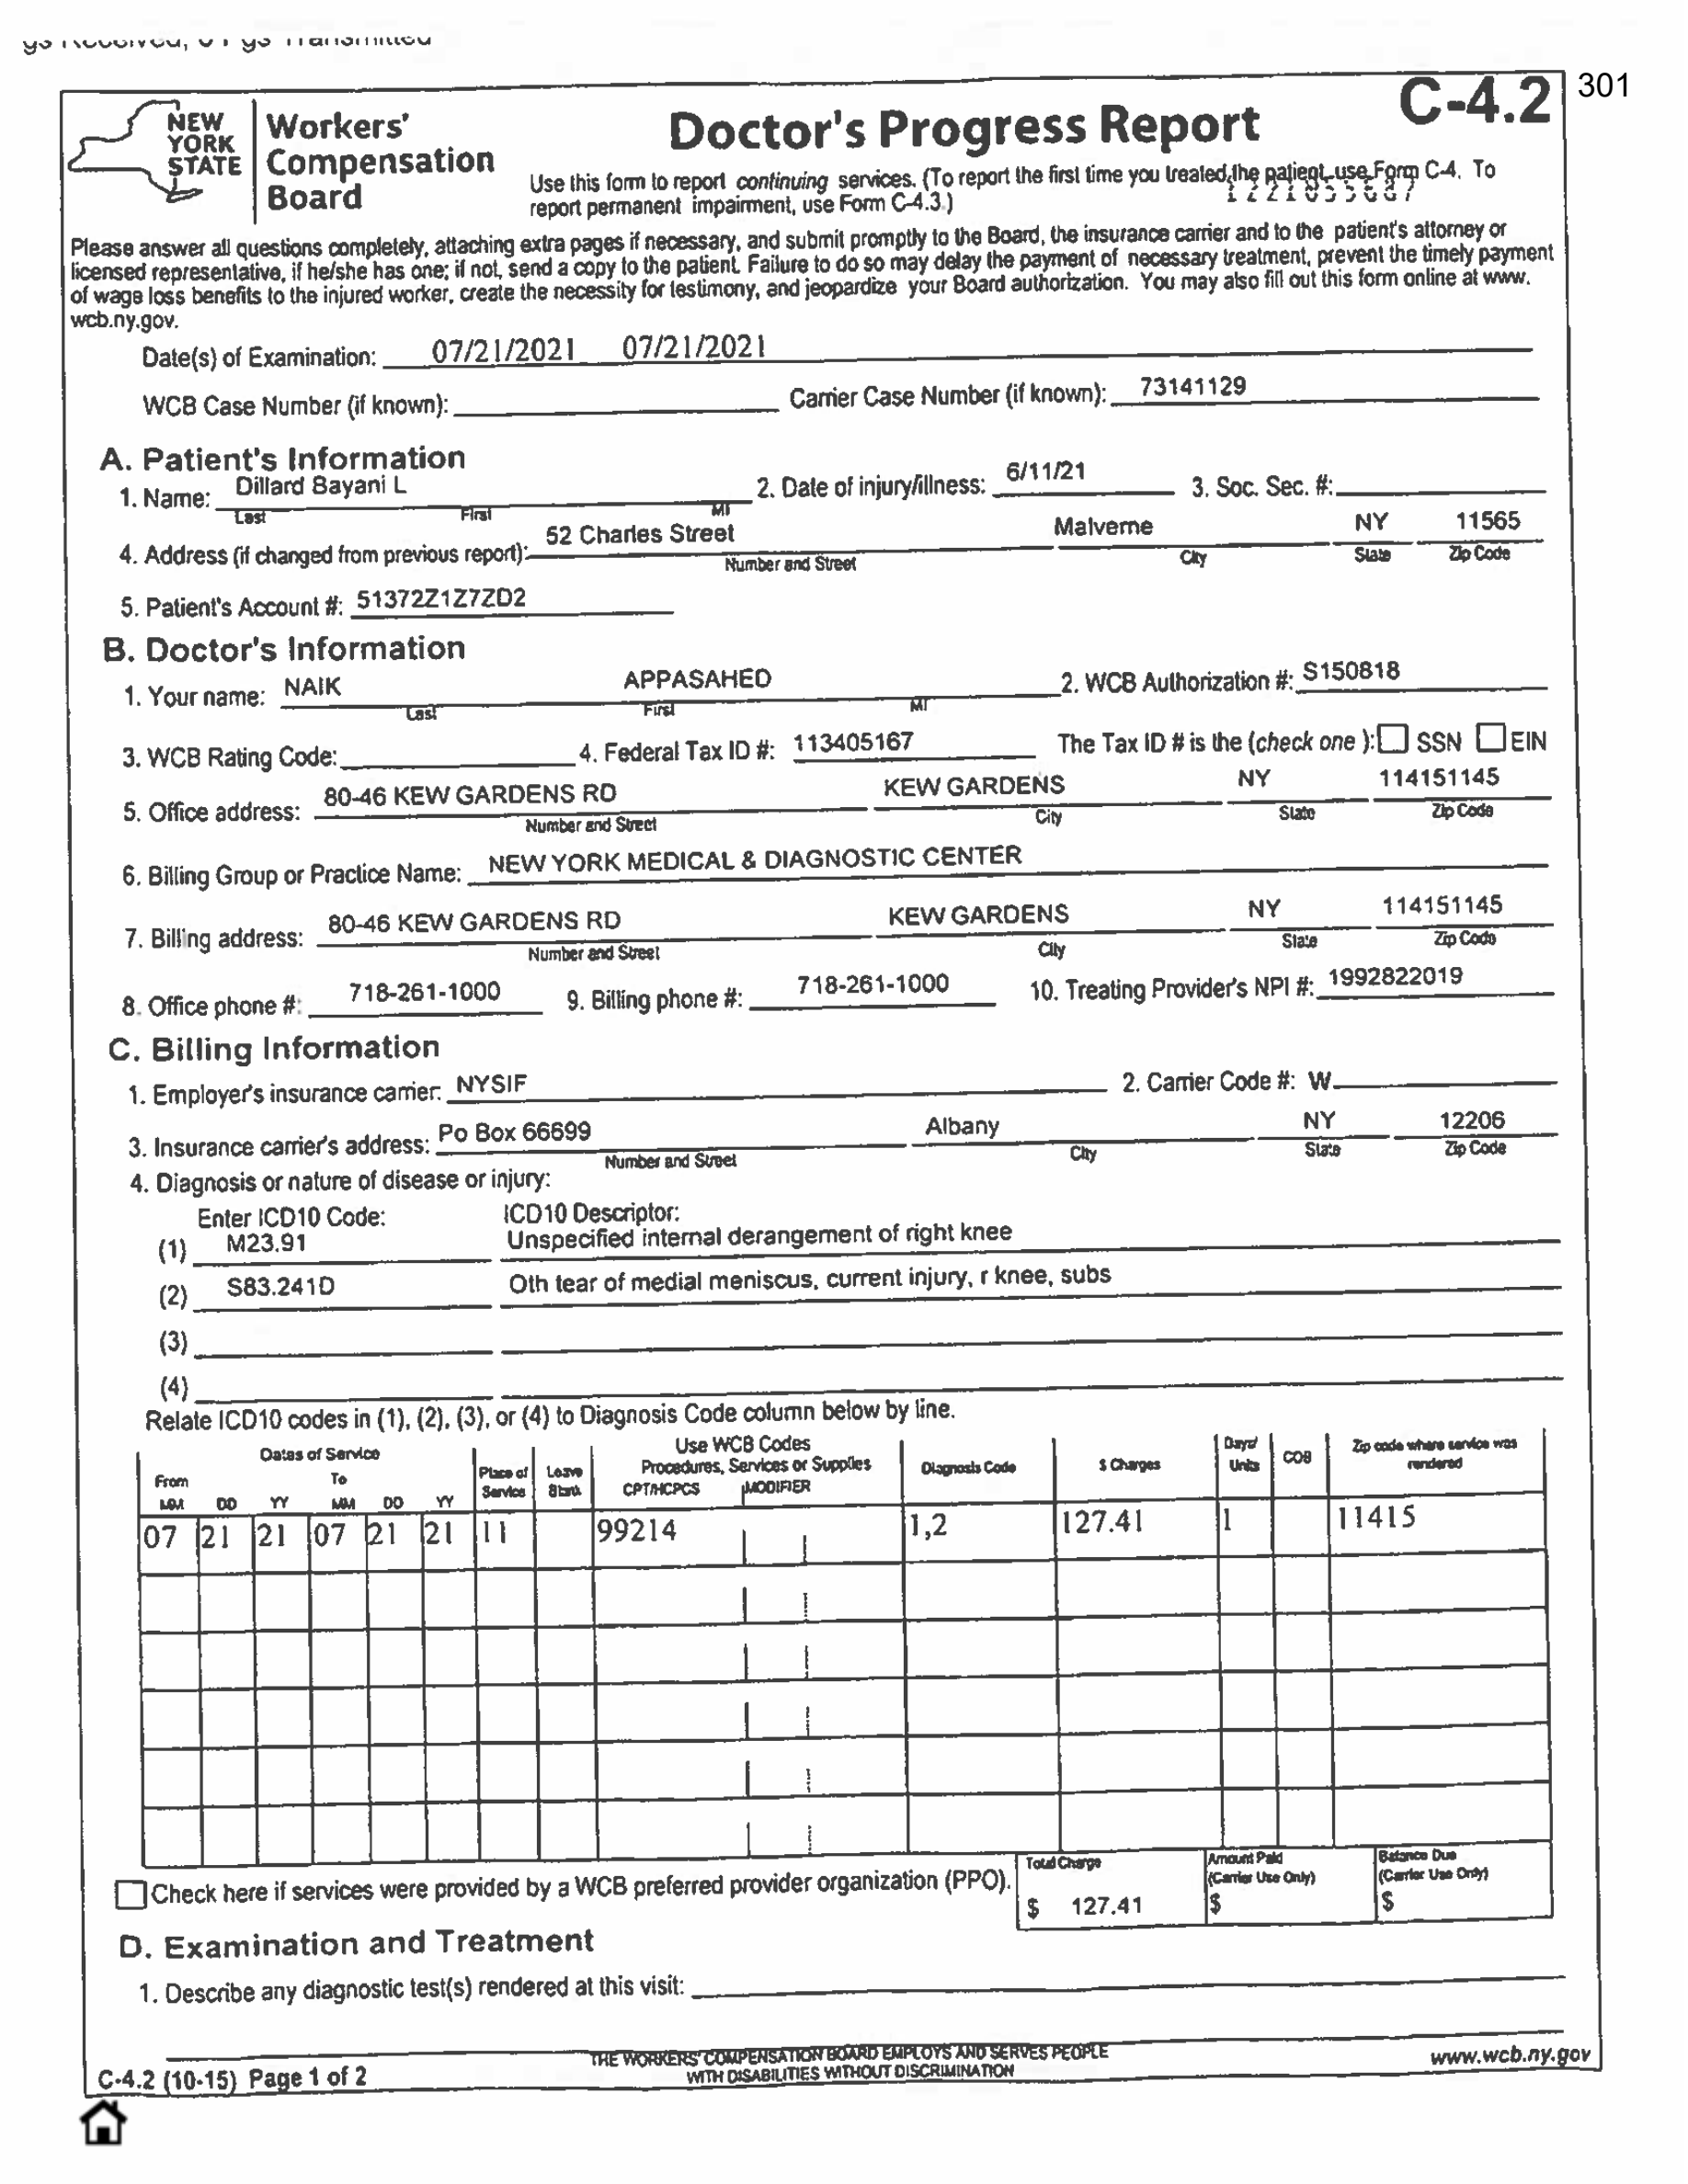 301
C-4.2
NEW YORK STATE
Workers' Compensation Board
Doctor's Progress Report
Use this form to report continuing services. (To report the first time you treated the patient use Form C-4. To
report permanent impairment, use Form C-4.3.)
Please answer all questions completely, attaching extra pages if necessary, and submit promptly to the Board, the insurance carrier and to the patient's attorney or
licensed representative, if he/she has one; if not, send a copy to the patient. Failure to do so may delay the payment of necessary treatment, prevent the timely payment
of wage loss benefits to the injured worker, create the necessity for testimony, and jeopardize your Board authorization. You may also fill out this form online at www.
wcb.ny.gov.
Date(s) of Examination: 07/21/2021 07/21/2021
WCB Case Number (if known): Carrier Case Number (if known): 73141129
A. Patient's Information
1. Name: Dillard Bayani L 2. Date of injury/illness: 6/11/21 3. Soc. Sec. #:
Last First MI
4. Address (if changed from previous report): 52 Charles Street Malverne NY 11565
Number and Street City State Zip Code
5. Patient's Account #: 51372Z1Z7ZD2
B. Doctor's Information
1. Your name: NAIK APPASAHED 2. WCB Authorization #: S150818
Last First MI
3. WCB Rating Code: 4. Federal Tax ID #: 113405167 The Tax ID # is the (check one ): SSN EIN
5. Office address: 80-46 KEW GARDENS RD KEW GARDENS NY 114151145
Number and Street City State Zip Code
6. Billing Group or Practice Name: NEW YORK MEDICAL & DIAGNOSTIC CENTER
7. Billing address: 80-46 KEW GARDENS RD KEW GARDENS NY 114151145
Number and Street City State Zip Code
8. Office phone #: 718-261-1000 9. Billing phone #: 718-261-1000 10. Treating Provider's NPI #: 1992822019
C. Billing Information
1. Employer's insurance carrier: NYSIF 2. Carrier Code #: W
3. Insurance carrier's address: Po Box 66699 Albany NY 12206
Number and Street City State Zip Code
4. Diagnosis or nature of disease or injury:
Enter ICD10 Code: ICD10 Descriptor:
(1) M23.91 Unspecified internal derangement of right knee
(2) S83.241D Oth tear of medial meniscus, current injury, r knee, subs
(3)
(4)
Relate ICD10 codes in (1), (2), (3), or (4) to Diagnosis Code column below by line.
Dates of Service Use WCB Codes
From To Place of Service Leave Blank Procedures, Services or Supplies Diagnosis Code $ Charges Days/ Units COB Zip code where service was rendered
MM DD YY MM DD YY CPT/HCPCS MODIFIER
07 21 21 07 21 21 11 99214 1,2 127.41 1 11415
Check here if services were provided by a WCB preferred provider organization (PPO).
Total Charge Amount Paid (Carrier Use Only) Balance Due (Carrier Use Only)
$ 127.41 $ $
D. Examination and Treatment
1. Describe any diagnostic test(s) rendered at this visit:
THE WORKERS' COMPENSATION BOARD EMPLOYS AND SERVES PEOPLE
WITH DISABILITIES WITHOUT DISCRIMINATION
C-4.2 (10-15) Page 1 of 2 www.wcb.ny.gov